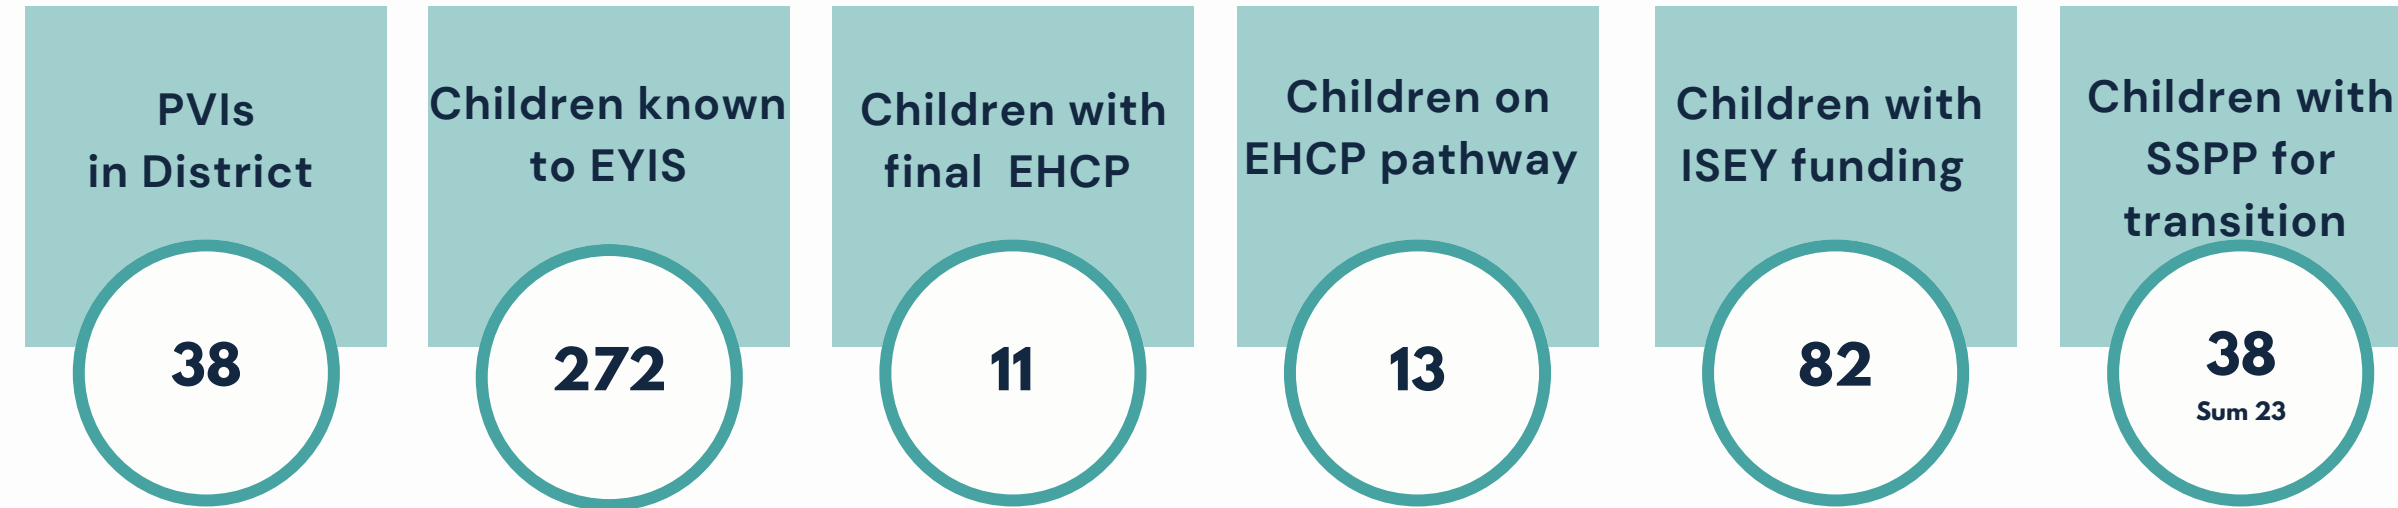 PVIs
in District
38
Children known
to EYIS
272
Children with
final EHCP
11
Children on
EHCP pathway
13
Children with
ISEY funding
82
Children with
SSPP for
transition
38
Sum 23